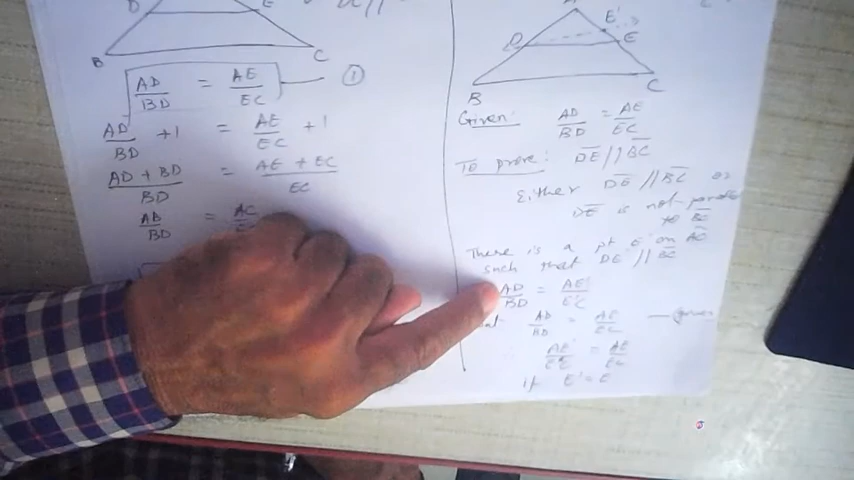 D E
B C
AD/BD = AE/EC ①
AD/BD + 1 = AE/EC + 1
AD + BD/BD = AE + EC/EC
AB/BD = AC
E'
D E
B C
Given: AD/BD = AE/EC
To prove: DE // BC
Either DE // BC or
DE is not parallel
to BC
There is a pt E' on AC
such that DE' // BC
AD/BD = AE'/E'C
AD/BD = AE/EC — (given
AE' = AE/EC
if E' = E